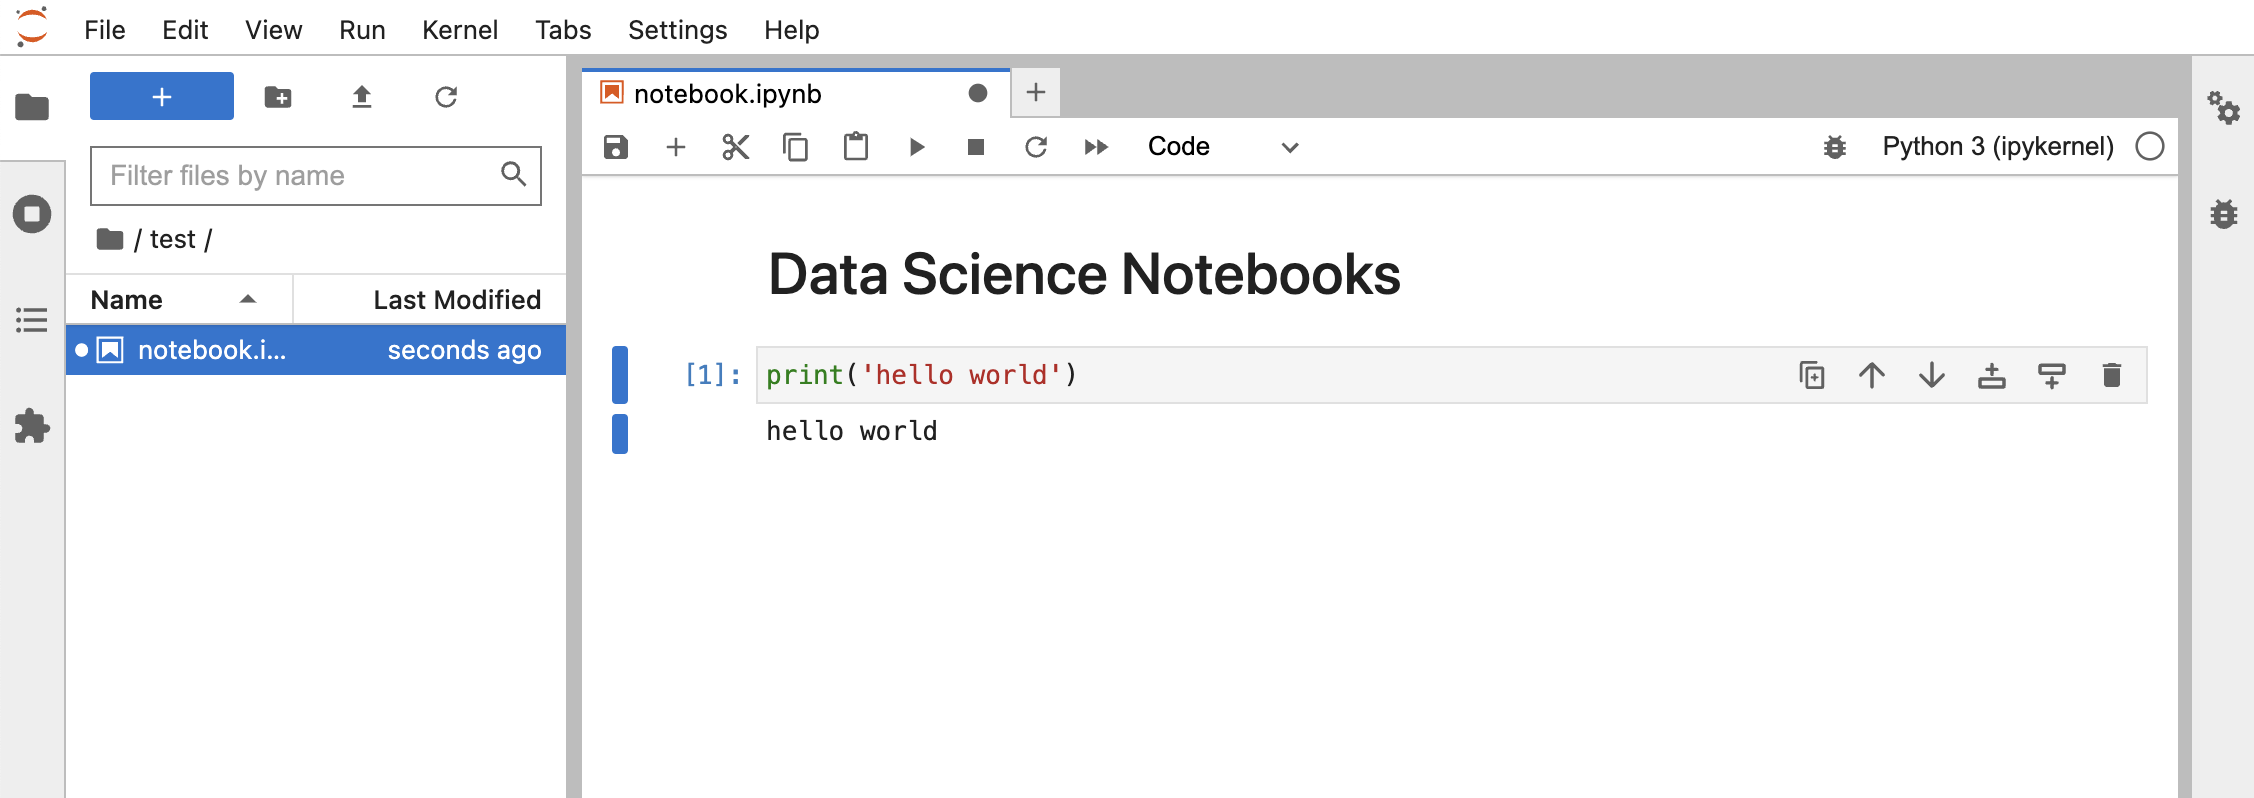 File Edit View Run Kernel Tabs Settings Help
notebook.ipynb
Code
Python 3 (ipykernel)
Filter files by name
/ test /
Name Last Modified
notebook.i... seconds ago
Data Science Notebooks
[1]: print('hello world')
hello world